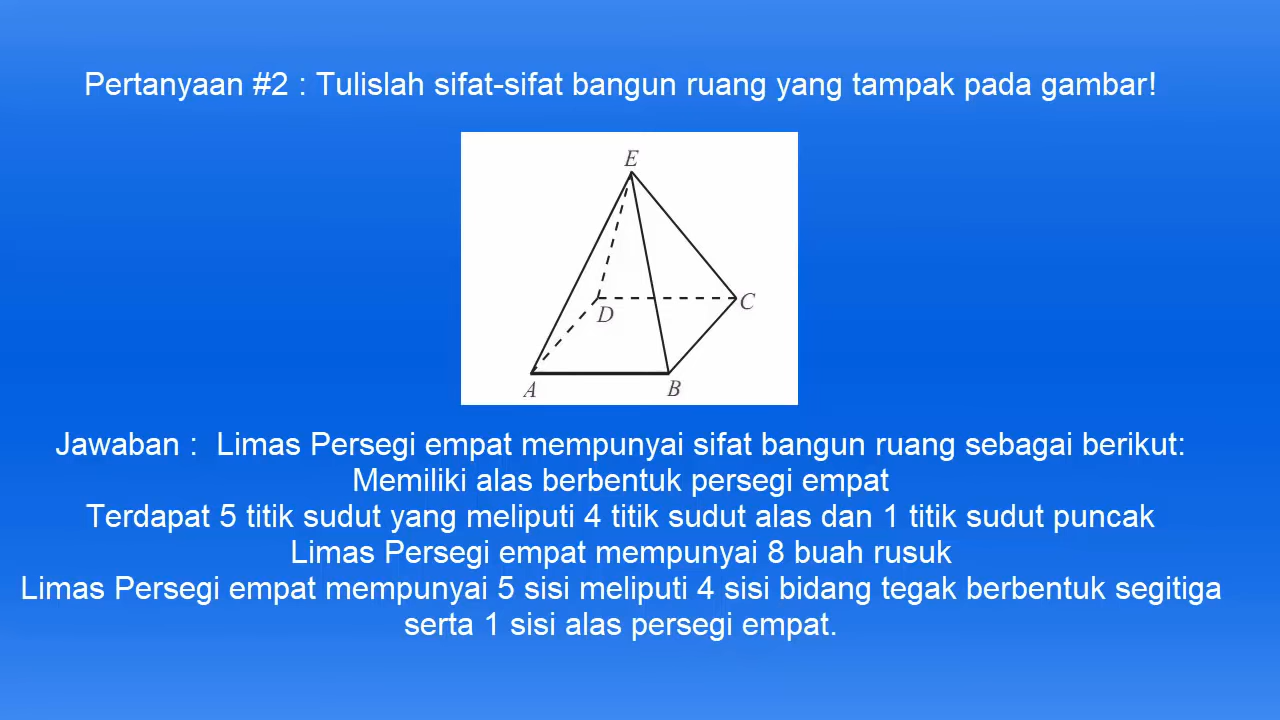 Pertanyaan #2 : Tulislah sifat-sifat bangun ruang yang tampak pada gambar!
E
D
C
A
B
Jawaban :  Limas Persegi empat mempunyai sifat bangun ruang sebagai berikut:
Memiliki alas berbentuk persegi empat
Terdapat 5 titik sudut yang meliputi 4 titik sudut alas dan 1 titik sudut puncak
Limas Persegi empat mempunyai 8 buah rusuk
Limas Persegi empat mempunyai 5 sisi meliputi 4 sisi bidang tegak berbentuk segitiga
serta 1 sisi alas persegi empat.